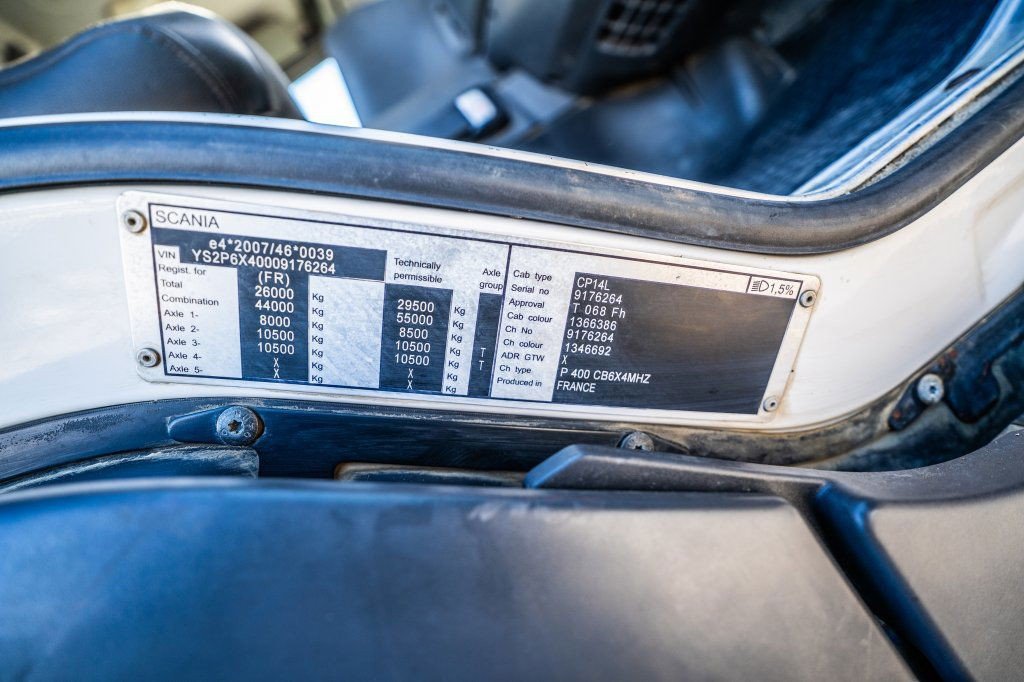 SCANIA
e4*2007/46*0039
VIN YS2P6X40009176264
Regist. for (FR) Technically permissible Axle group
Total 26000 Kg 29500 Kg
Combination 44000 Kg 55000 Kg
Axle 1- 8000 Kg 8500 Kg
Axle 2- 10500 Kg 10500 Kg T
Axle 3- 10500 Kg 10500 Kg T
Axle 4- X Kg X Kg
Axle 5- X Kg X Kg
1,5%
Cab type CP14L
Serial no 9176264
Approval T 068 Fh
Cab colour 1366386
Ch No 9176264
Ch colour 1346692
ADR GTW X
Ch type P 400 CB6X4MHZ
Produced in FRANCE